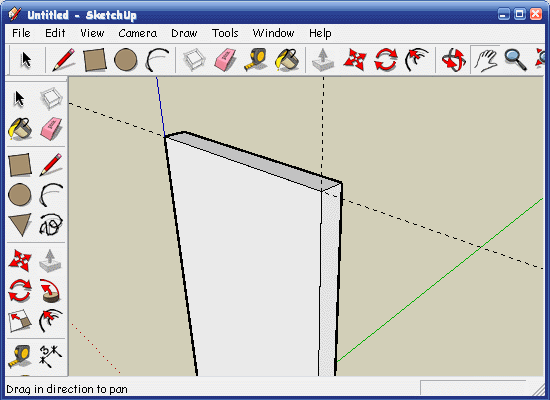 Untitled - SketchUp
File Edit View Camera Draw Tools Window Help
Drag in direction to pan